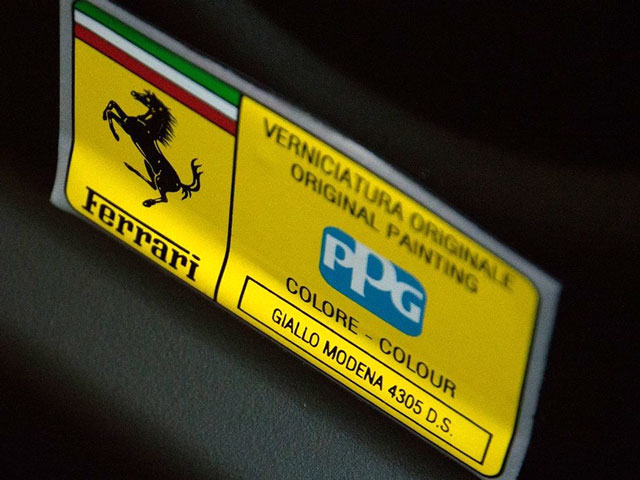 Ferrari
VERNICIATURA ORIGINALE
ORIGINAL PAINTING
PPG
COLORE - COLOUR
GIALLO MODENA 4305 D.S.